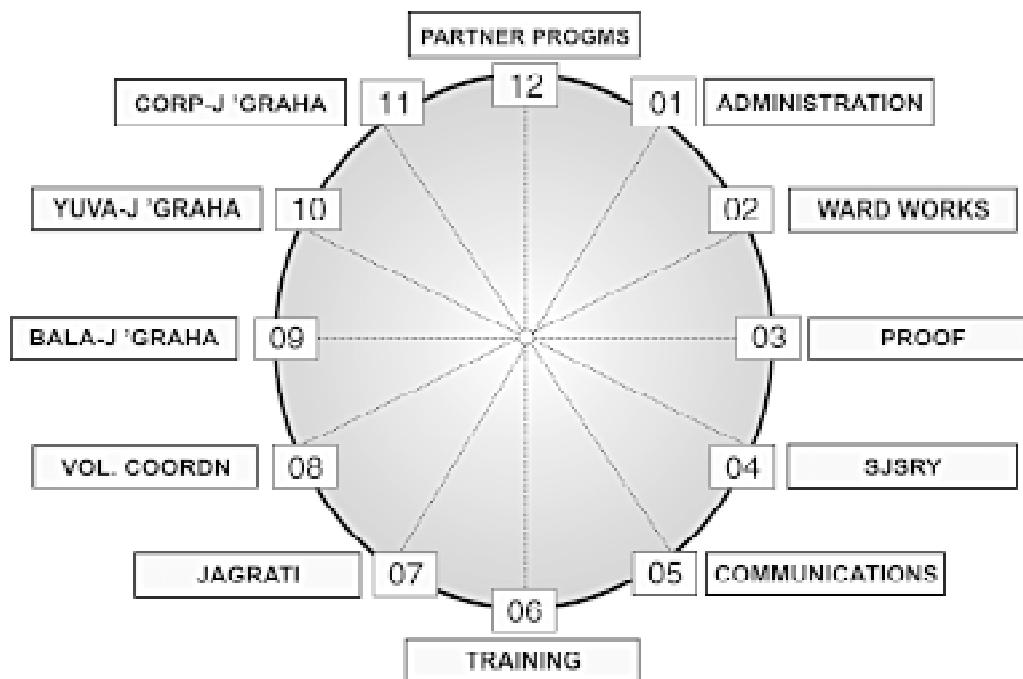 PARTNER PROGMS
12
CORP-J 'GRAHA 11
01 ADMINISTRATION
YUVA-J 'GRAHA 10
02 WARD WORKS
BALA-J 'GRAHA 09
03 PROOF
VOL. COORDN 08
04 SJSRY
JAGRATI 07
05 COMMUNICATIONS
06
TRAINING